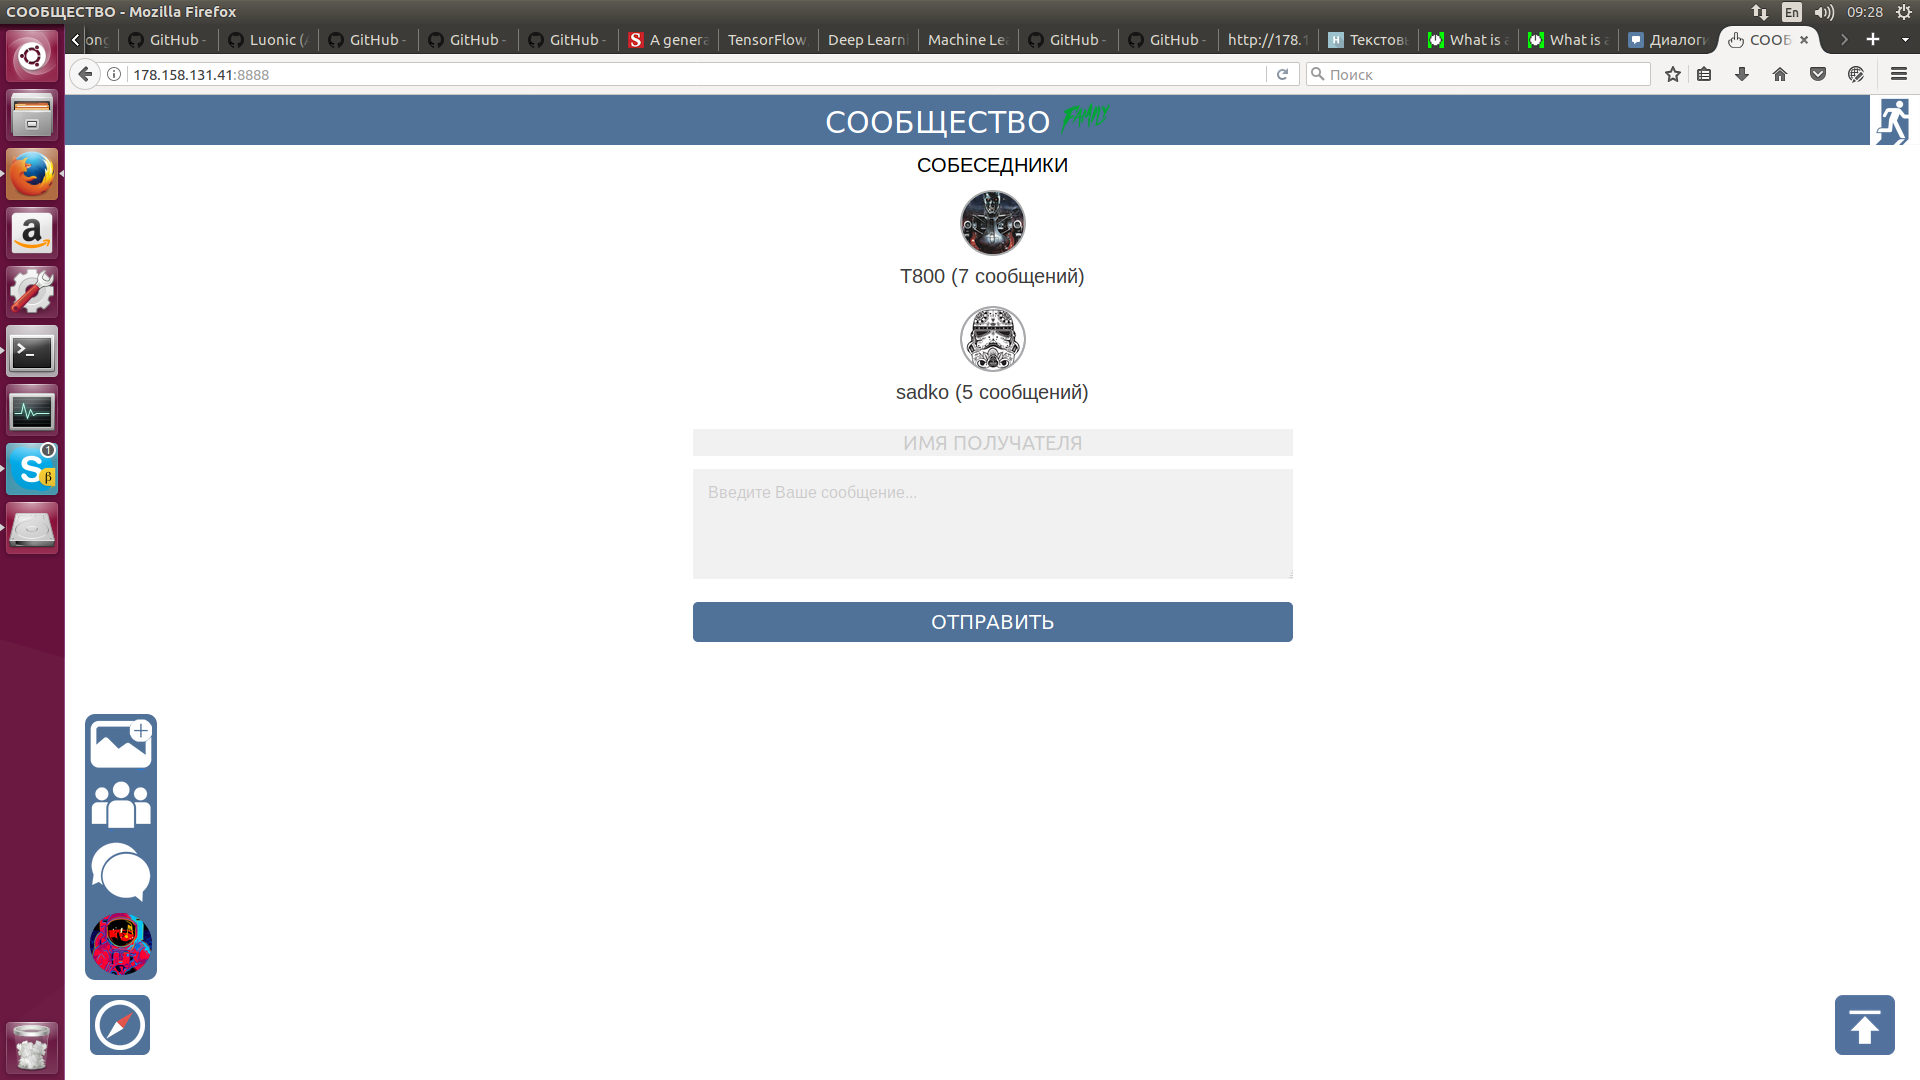 СООБЩЕСТВО - Mozilla Firefox
En
09:28
GitHub -
Luonic (
GitHub -
GitHub -
GitHub -
A genera
TensorFlow
Deep Learni
Machine Le
GitHub -
GitHub -
http://178.1
Текстов
What is a
What is a
Диалоги
СООБ
178.158.131.41:8888
Поиск
СООБЩЕСТВО
СОБЕСЕДНИКИ
T800 (7 сообщений)
sadko (5 сообщений)
ИМЯ ПОЛУЧАТЕЛЯ
Введите Ваше сообщение...
ОТПРАВИТЬ
1